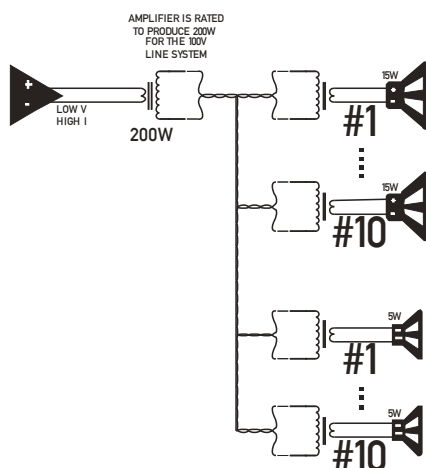 AMPLIFIER IS RATED
TO PRODUCE 200W
FOR THE 100V
LINE SYSTEM
+
-
LOW V
HIGH I
200W
15W
+
-
#1
15W
+
-
#10
5W
#1
5W
#10